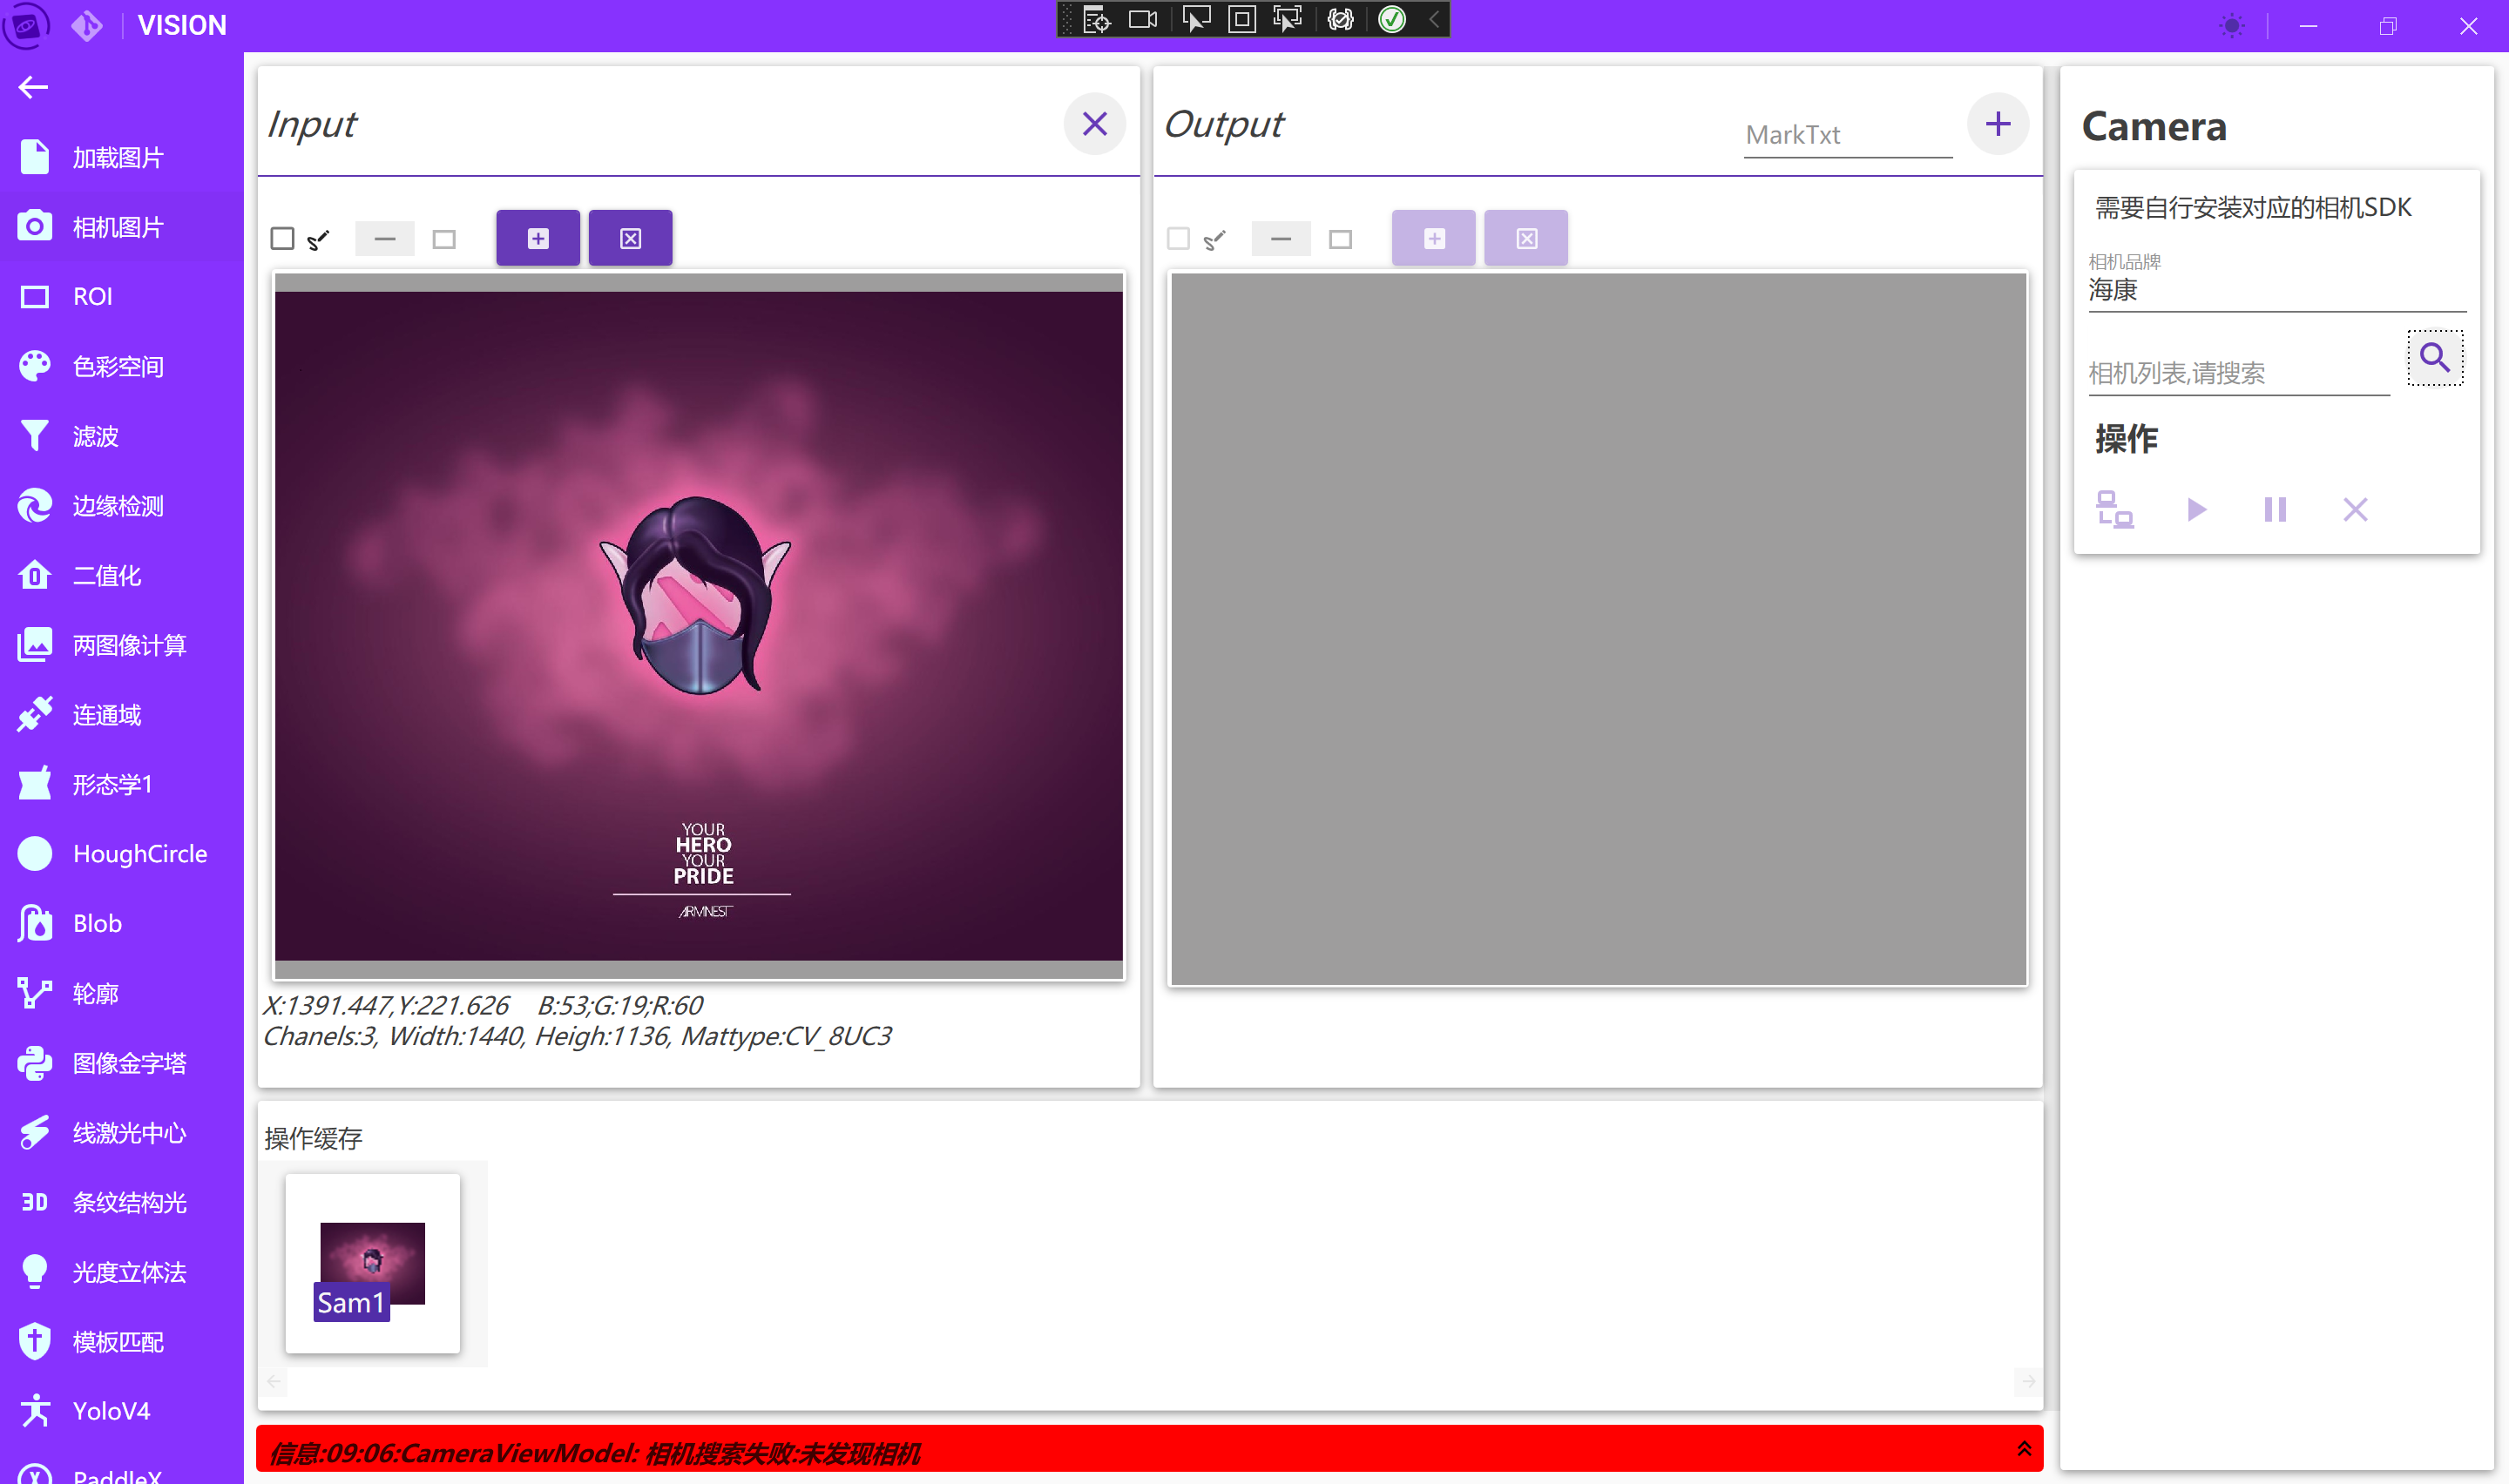 VISION
加载图片
相机图片
ROI
色彩空间
滤波
边缘检测
二值化
两图像计算
连通域
形态学1
HoughCircle
Blob
轮廓
图像金字塔
线激光中心
3D 条纹结构光
光度立体法
模板匹配
YoloV4
PaddleX
Input
YOUR
HERO
YOUR
PRIDE
ARMNEST
X:1391.447,Y:221.626 B:53;G:19;R:60
Chanels:3, Width:1440, Heigh:1136, Mattype:CV_8UC3
Output
MarkTxt
操作缓存
Sam1
信息:09:06:CameraViewModel: 相机搜索失败:未发现相机
Camera
需要自行安装对应的相机SDK
相机品牌
海康
相机列表,请搜索
操作